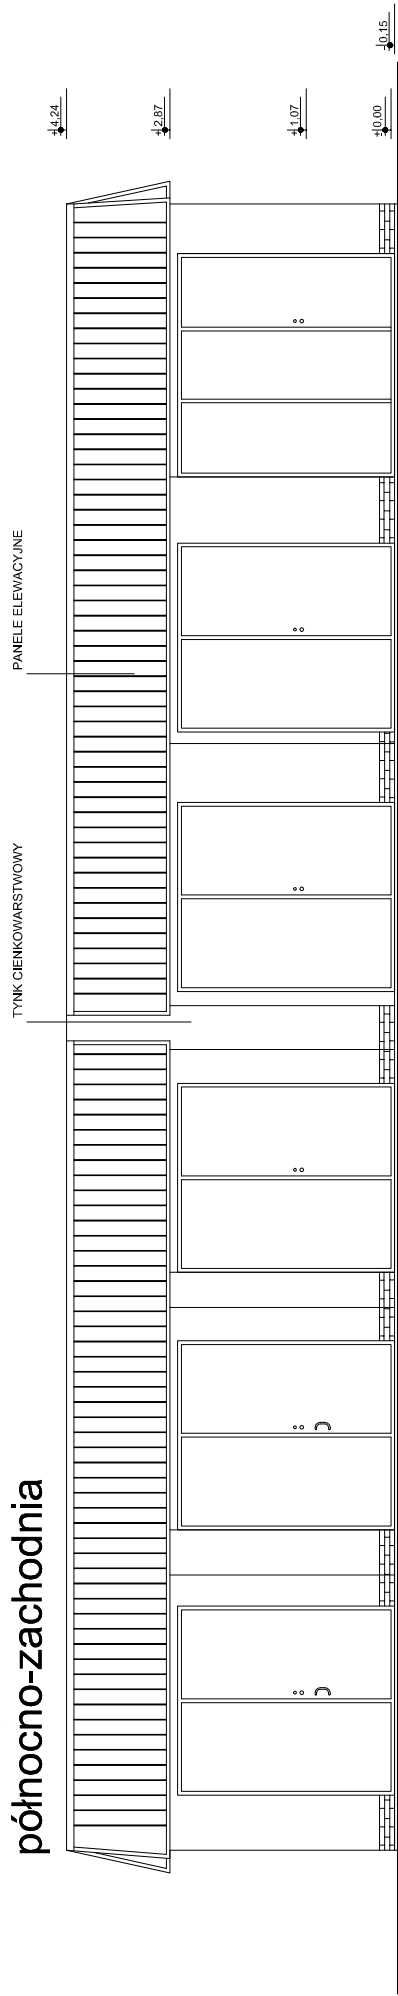 północno-zachodnia
TYNK CIENKOWARSTWOWY
PANELE ELEWACYJNE
+4,24
+2,87
+1,07
±0,00
-0,15